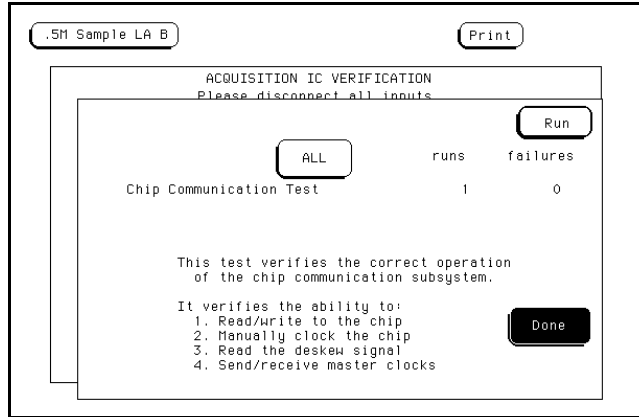 .5M Sample LA B
Print
ACQUISITION IC VERIFICATION
Please disconnect all inputs
Run
ALL
runs failures
Chip Communication Test 1 0
This test verifies the correct operation
of the chip communication subsystem.
It verifies the ability to:
1. Read/write to the chip
2. Manually clock the chip
3. Read the deskew signal
4. Send/receive master clocks
Done